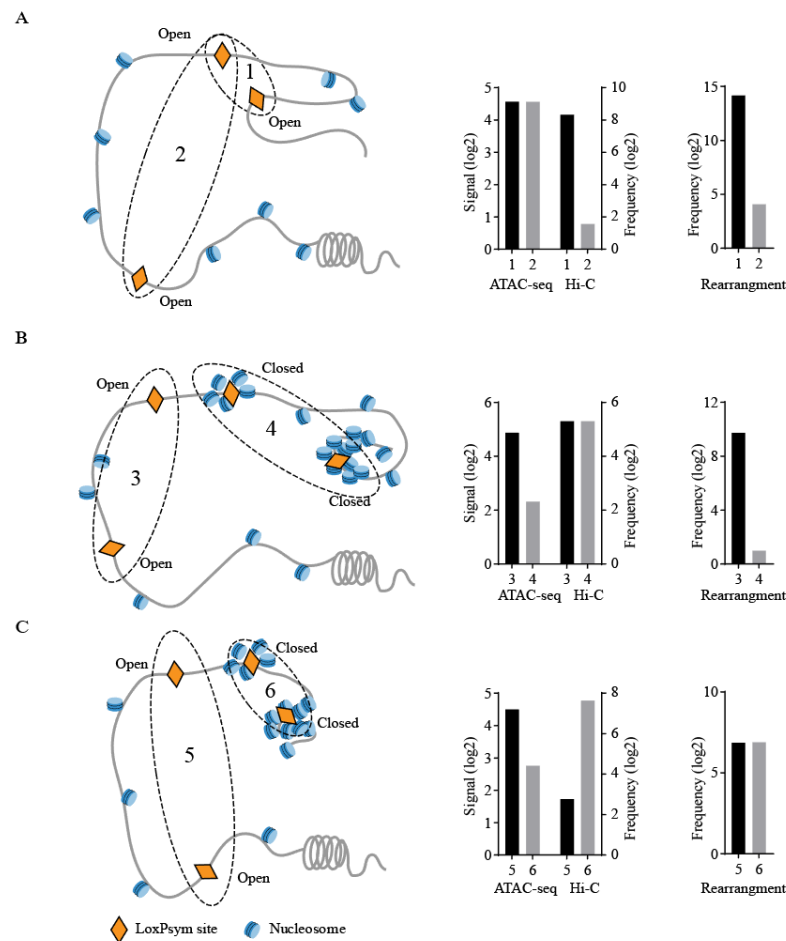 A
Open
1
Open
2
Open
5
4
3
2
1
0
Signal (log2)
10
8
6
4
2
0
Frequency (log2)
1 2 1 2
ATAC-seq Hi-C
15
10
5
0
Frequency (log2)
1 2
Rearrangment
B
Closed
Open
4
3
Closed
Open
6
4
2
0
Signal (log2)
6
4
2
0
Frequency (log2)
3 4 3 4
ATAC-seq Hi-C
12
8
4
0
Frequency (log2)
3 4
Rearrangment
C
Closed
Open
6
Closed
5
Open
5
4
3
2
1
0
Signal (log2)
8
6
4
2
0
Frequency (log2)
5 6 5 6
ATAC-seq Hi-C
10
5
0
Frequency (log2)
5 6
Rearrangment
LoxPsym site Nucleosome